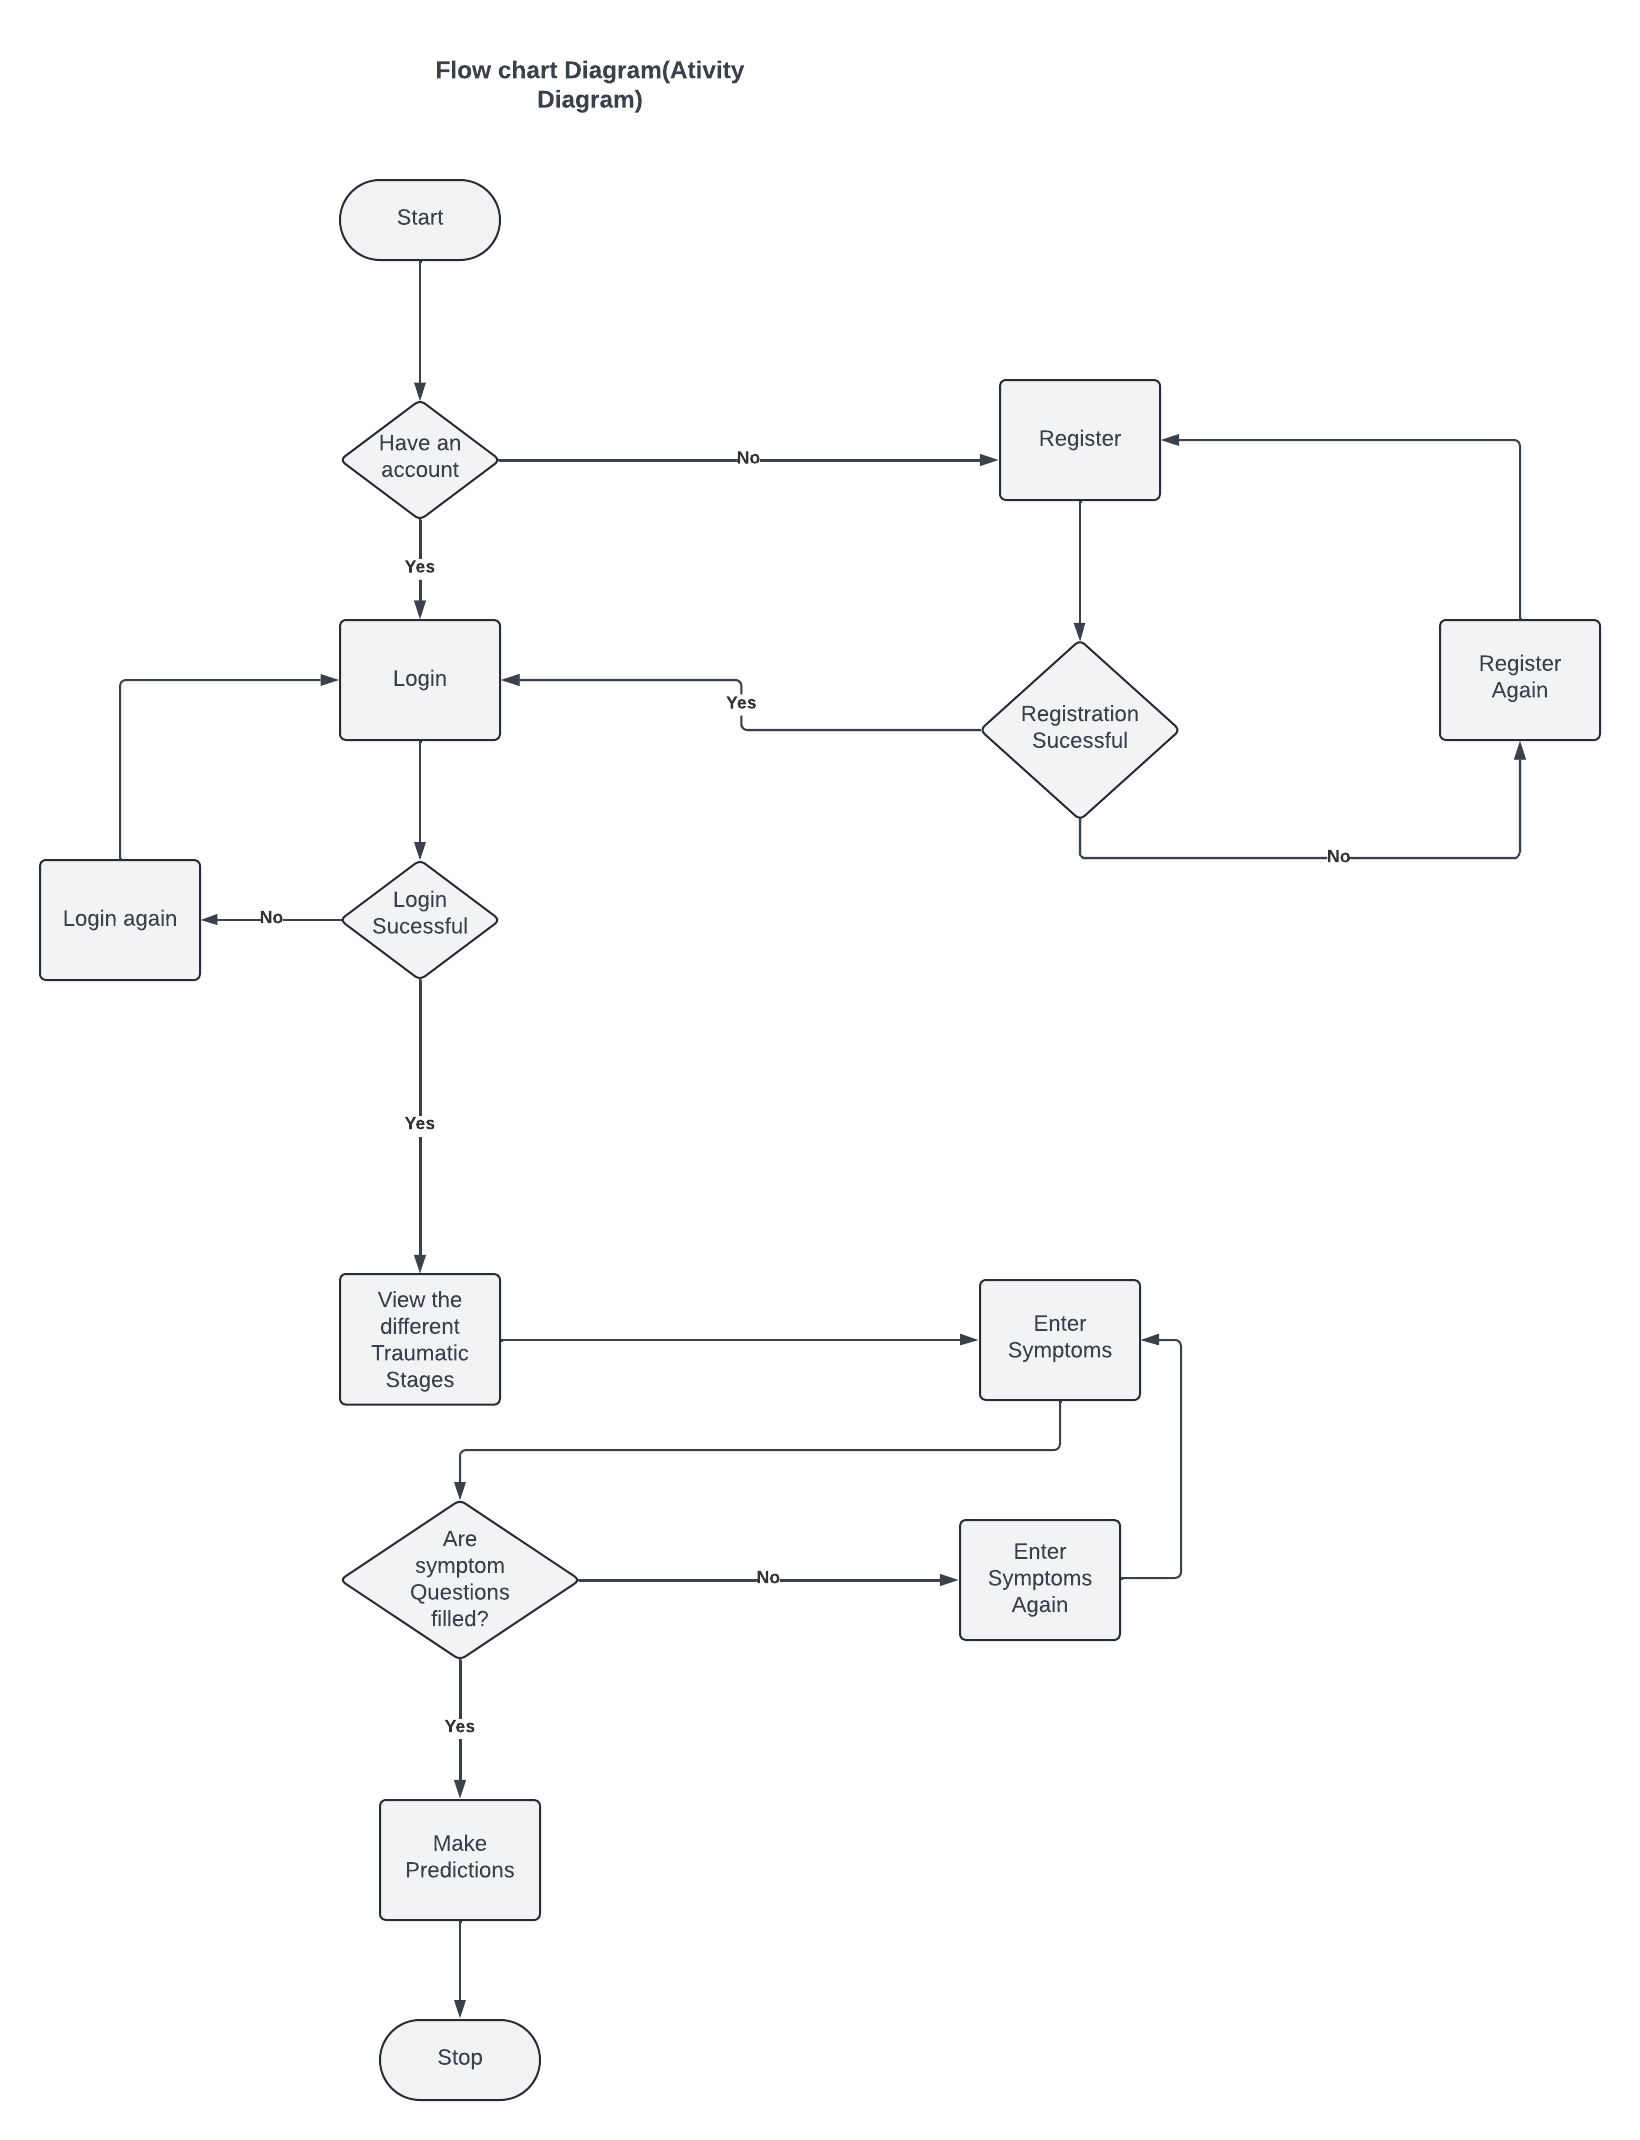 Flow chart Diagram(Ativity
Diagram)
Start
Have an
account
No
Register
Yes
Login
Yes
Registration
Sucessful
Register
Again
No
Login
Sucessful
No
Login again
Yes
View the
different
Traumatic
Stages
Enter
Symptoms
Are
symptom
Questions
filled?
No
Enter
Symptoms
Again
Yes
Make
Predictions
Stop